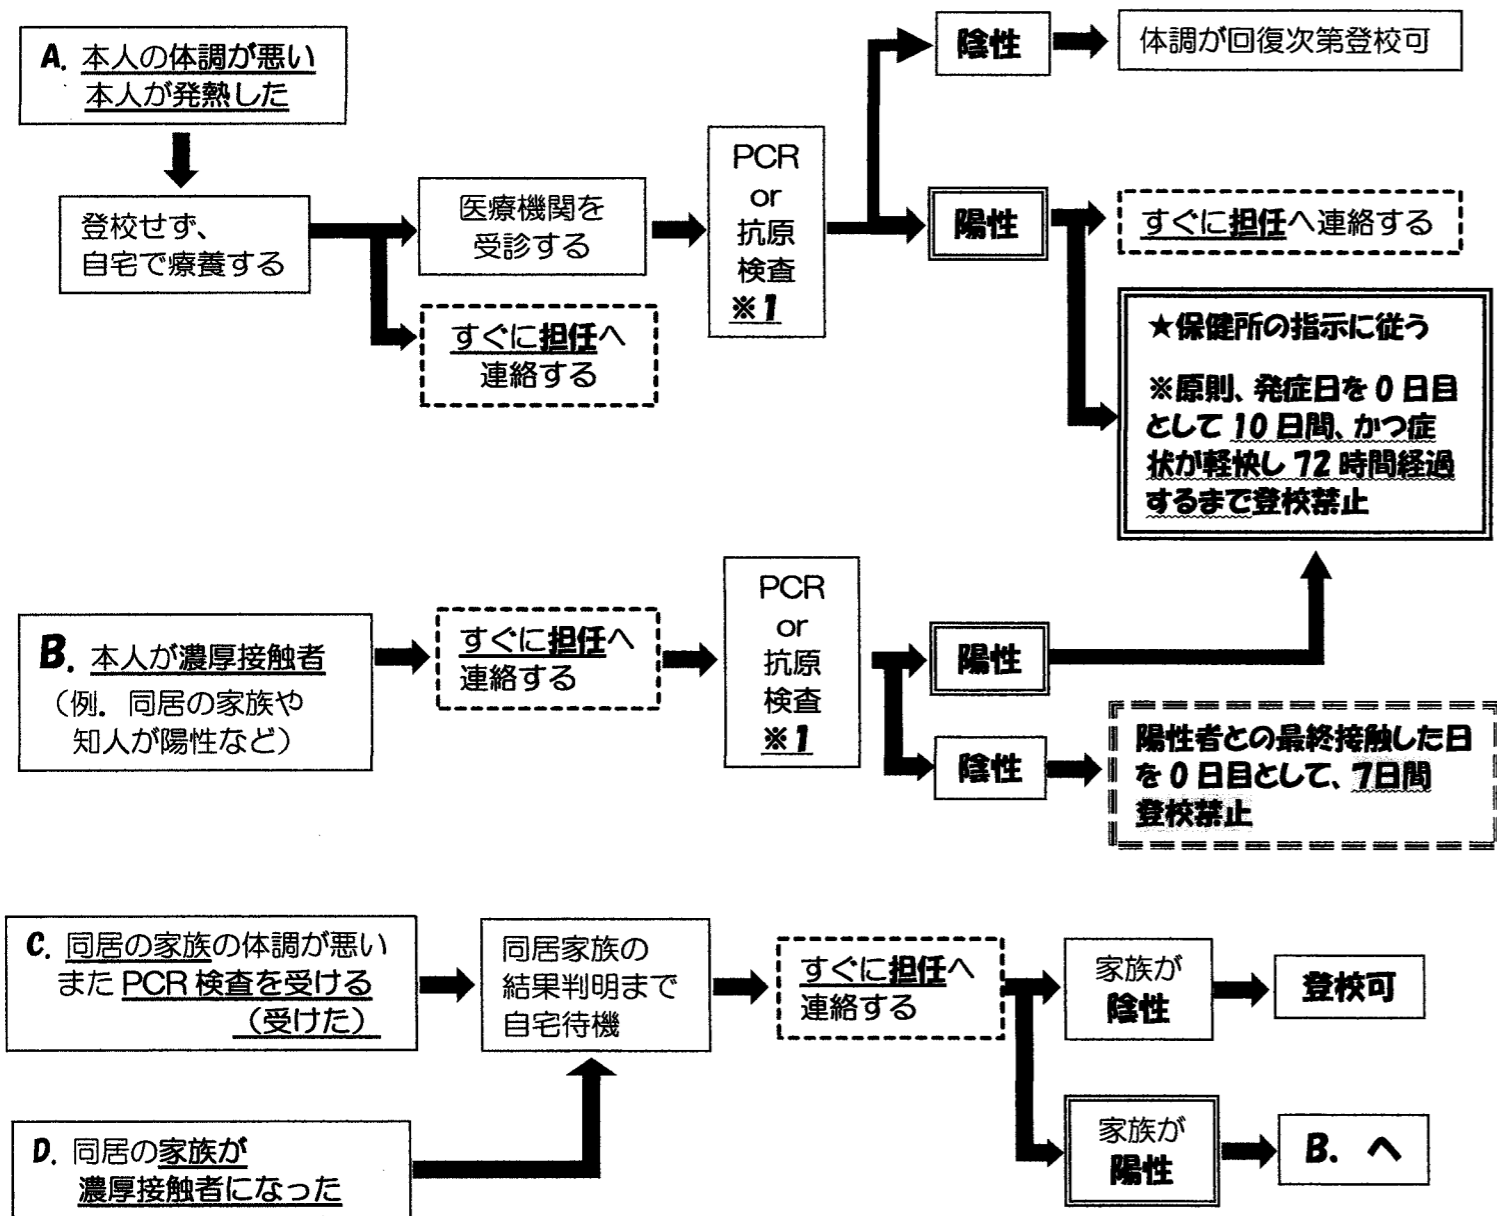 A. 本人の体調が悪い
本人が発熱した
登校せず、
自宅で療養する
医療機関を
受診する
すぐに担任へ
連絡する
PCR
or
抗原
検査
※1
陰性
体調が回復次第登校可
陽性
すぐに担任へ連絡する
★保健所の指示に従う
※原則、発症日を0日目
として10日間、かつ症
状が軽快し72時間経過
するまで登校禁止
B. 本人が濃厚接触者
（例．同居の家族や
知人が陽性など）
すぐに担任へ
連絡する
PCR
or
抗原
検査
※1
陽性
陰性
陽性者との最終接触した日
を0日目として、7日間
登校禁止
C. 同居の家族の体調が悪い
また PCR 検査を受ける
（受けた）
同居家族の
結果判明まで
自宅待機
すぐに担任へ
連絡する
家族が
陰性
登校可
家族が
陽性
B. へ
D. 同居の家族が
濃厚接触者になった